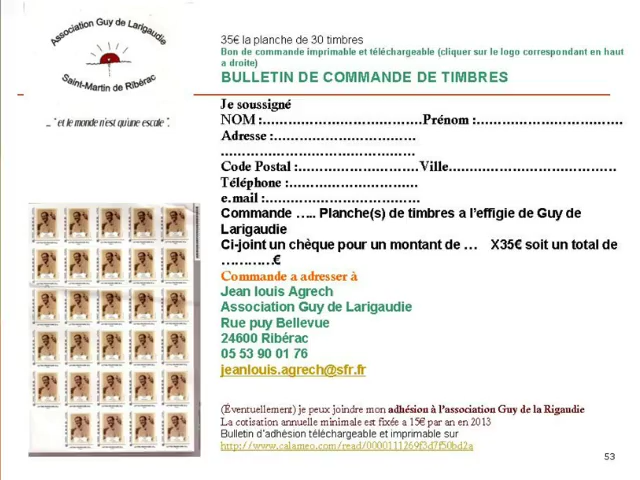 Association Guy de Larigaudie
Saint-Martin de Ribérac
... " et le monde n'est qu'une escale ".
35€ la planche de 30 timbres
Bon de commande imprimable et téléchargeable (cliquer sur le logo correspondant en haut
a droite)
BULLETIN DE COMMANDE DE TIMBRES
Je soussigné
NOM :……………………………….Prénom :…………………………….
Adresse :……………………………
……………………………………….
Code Postal :……………………….Ville…………………………………
Téléphone :…………………………
e.mail :……………………………….
Commande ….. Planche(s) de timbres a l'effigie de Guy de
Larigaudie
Ci-joint un chèque pour un montant de … X35€ soit un total de
…………€
Commande a adresser à
Jean louis Agrech
Association Guy de Larigaudie
Rue puy Bellevue
24600 Ribérac
05 53 90 01 76
jeanlouis.agrech@sfr.fr
(Éventuellement) je peux joindre mon adhésion à l'association Guy de la Rigaudie
La cotisation annuelle minimale est fixée a 15€ par an en 2013
Bulletin d'adhésion téléchargeable et imprimable sur
http://www.calameo.com/read/0000111269f3d7f50bd2a
53